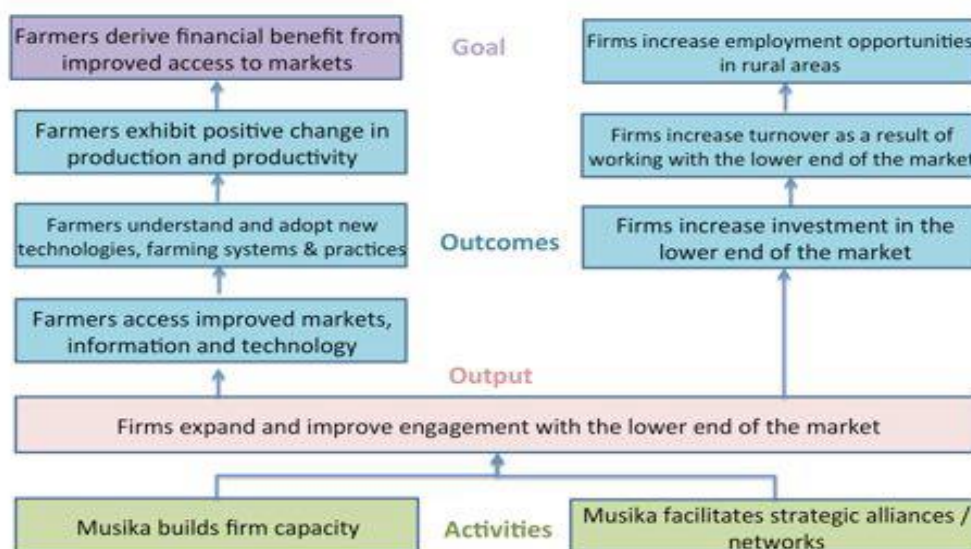 Farmers derive financial benefit from
improved access to markets
Goal
Firms increase employment opportunities
in rural areas
Farmers exhibit positive change in
production and productivity
Firms increase turnover as a result of
working with the lower end of the market
Farmers understand and adopt new
technologies, farming systems & practices
Outcomes
Firms increase investment in the
lower end of the market
Farmers access improved markets,
information and technology
Output
Firms expand and improve engagement with the lower end of the market
Musika builds firm capacity
Activities
Musika facilitates strategic alliances /
networks